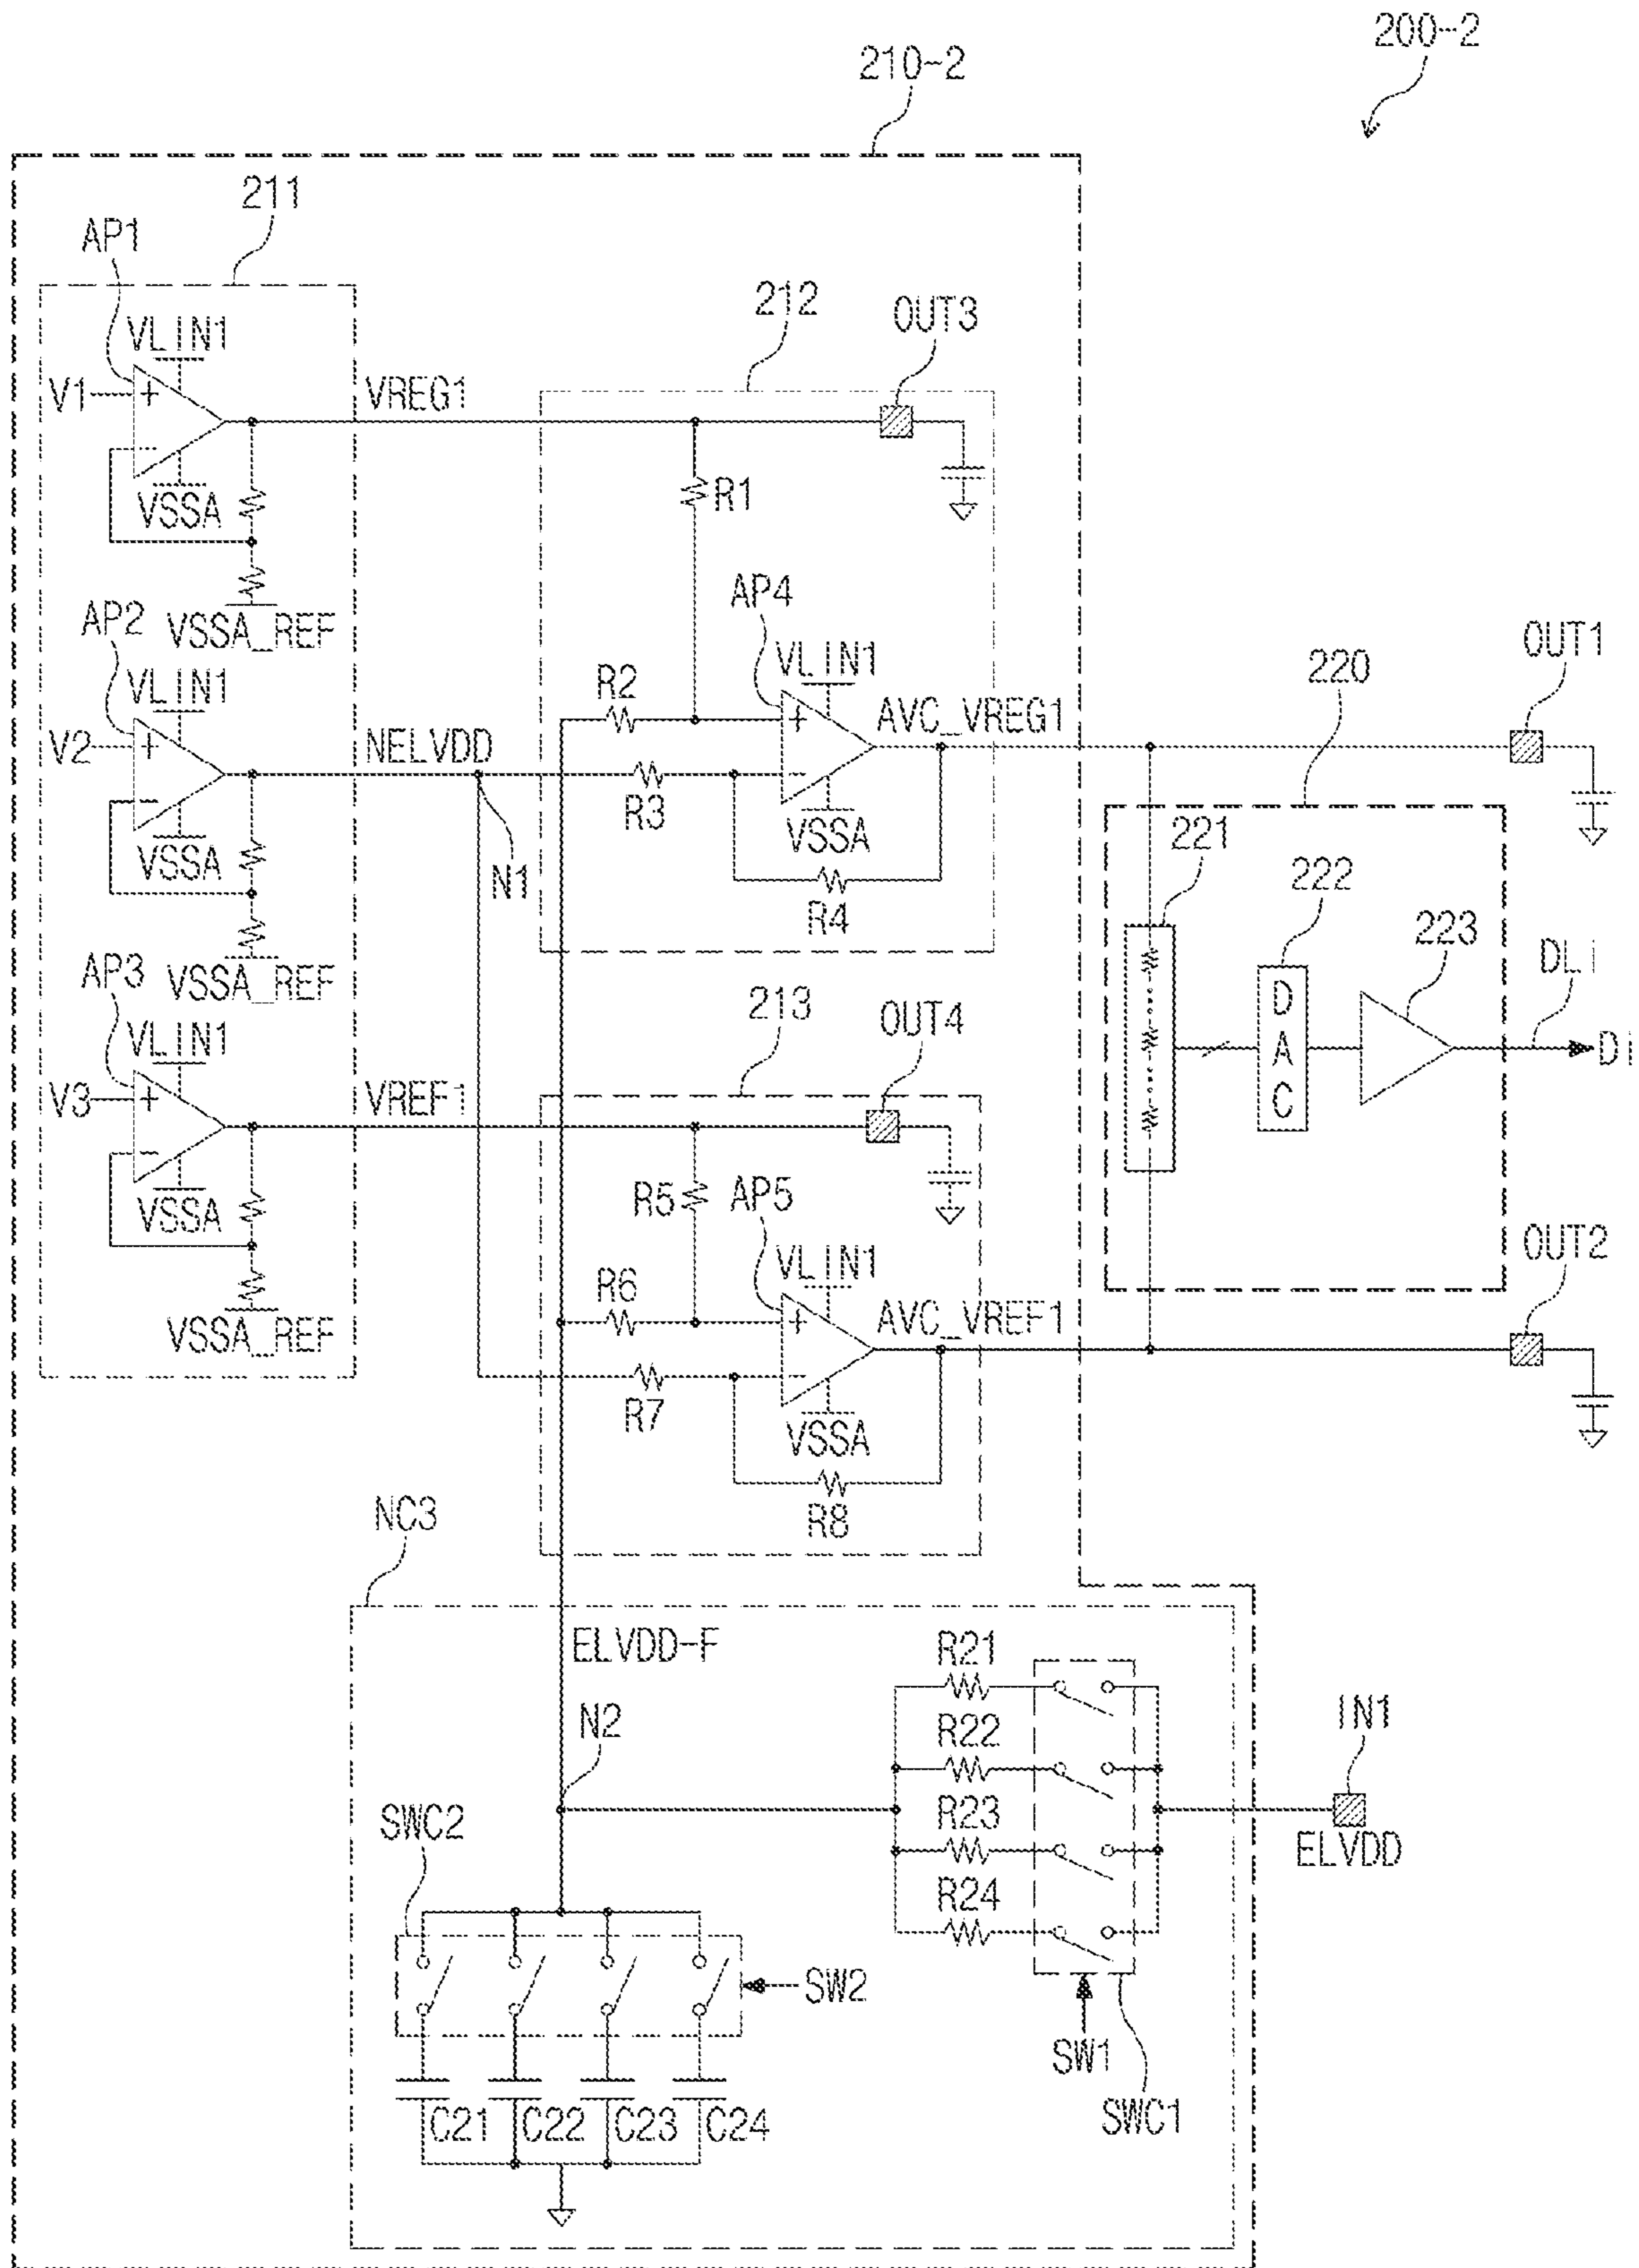 200-2
210-2
211
AP1
212
OUT3
VLIN1
V1
+
VREG1
-
VSSA
R1
VSSA_REF
AP2
AP4
OUT1
220
VLIN1
VLIN1
R2
V2
+
NELVDD
+
AVC_VREG1
-
R3
-
VSSA
VSSA
N1
R4
221
222
223
DLi
AP3
VSSA_REF
213
OUT4
DAC
Di
VLIN1
V3
+
VREF1
-
VSSA
R5
AP5
OUT2
VLIN1
R6
VSSA_REF
+
AVC_VREF1
R7
-
VSSA
R8
NC3
ELVDD-F
R21
N2
R22
IN1
SWC2
R23
ELVDD
R24
SW2
SW1
SWC1
C21
C22
C23
C24